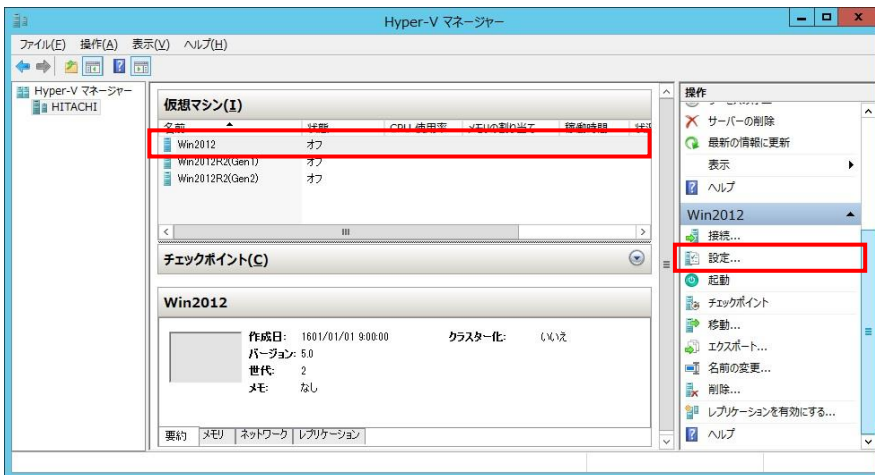 Hyper-V マネージャー
ファイル(F) 操作(A) 表示(V) ヘルプ(H)
Hyper-V マネージャー
HITACHI
仮想マシン(I)
名前 状態 CPU 使用率 メモリの割り当て 稼働時間
Win2012 オフ
Win2012R2(Gen1) オフ
Win2012R2(Gen2) オフ
チェックポイント(C)
Win2012
作成日: 1601/01/01 9:00:00 クラスター化: いいえ
バージョン: 5.0
世代: 2
メモ: なし
要約 メモリ ネットワーク レプリケーション
操作
サーバーの削除
最新の情報に更新
表示
ヘルプ
Win2012
接続...
設定...
起動
チェックポイント
移動...
エクスポート...
名前の変更...
削除...
レプリケーションを有効にする...
ヘルプ